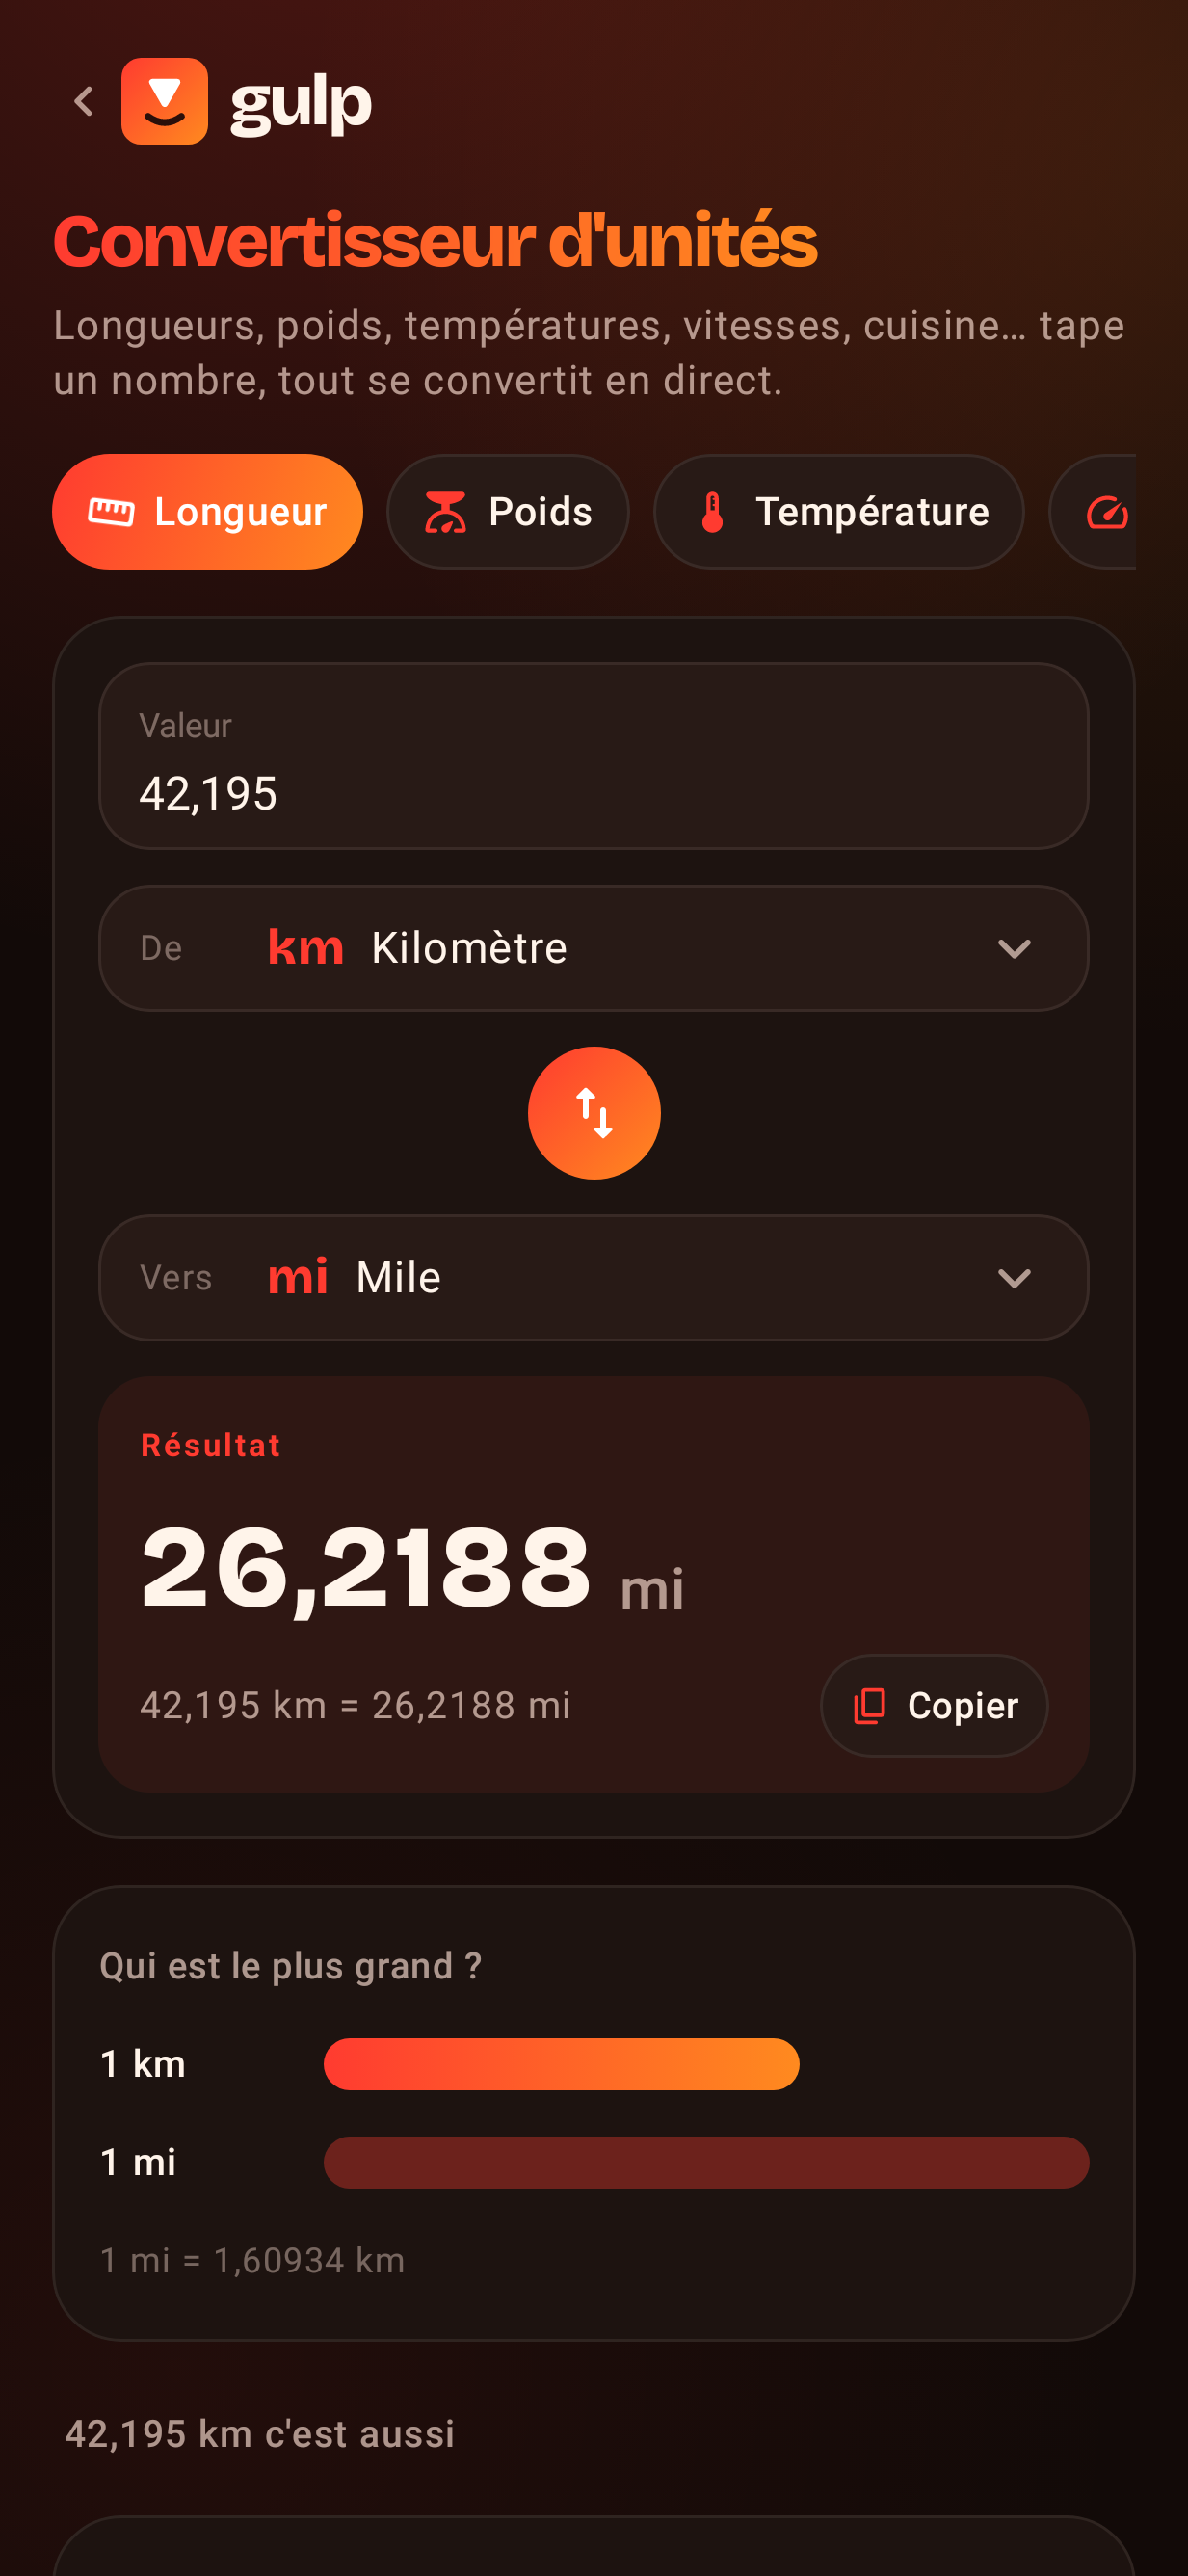 gulp
Convertisseur d'unités
Longueurs, poids, températures, vitesses, cuisine… tape
un nombre, tout se convertit en direct.
Longueur
Poids
Température
Valeur
42,195
De km Kilomètre
Vers mi Mile
Résultat
26,2188 mi
42,195 km = 26,2188 mi
Copier
Qui est le plus grand ?
1 km
1 mi
1 mi = 1,60934 km
42,195 km c'est aussi